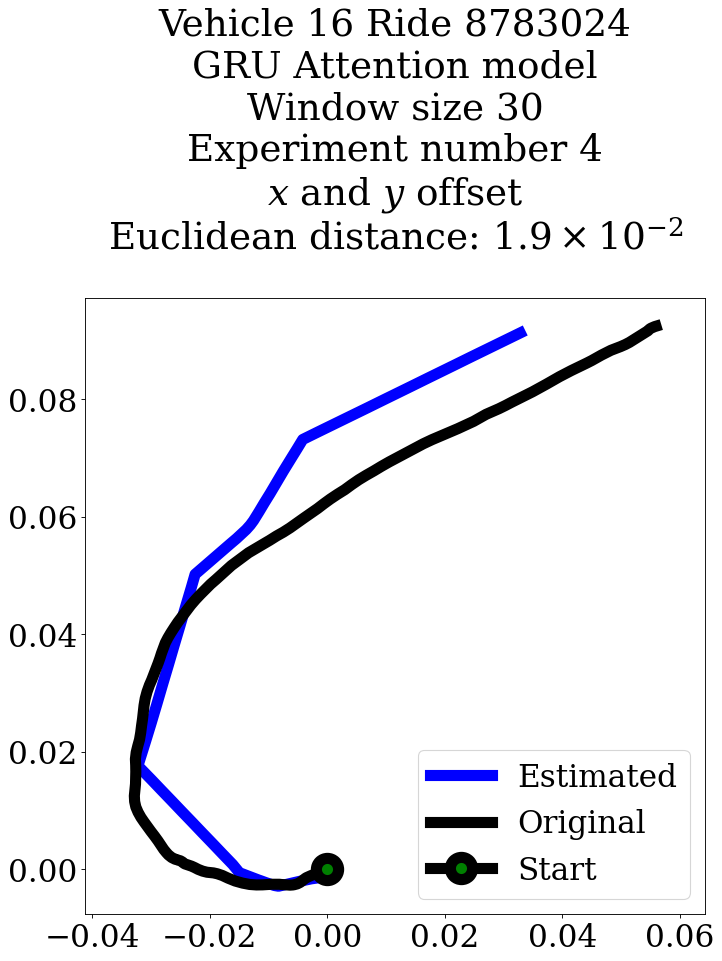 Vehicle 16 Ride 8783024
GRU Attention model
Window size 30
Experiment number 4
x and y offset
Euclidean distance: 1.9 × 10⁻²
0.08
0.06
0.04
0.02
0.00
Estimated
Original
Start
−0.04 −0.02 0.00 0.02 0.04 0.06